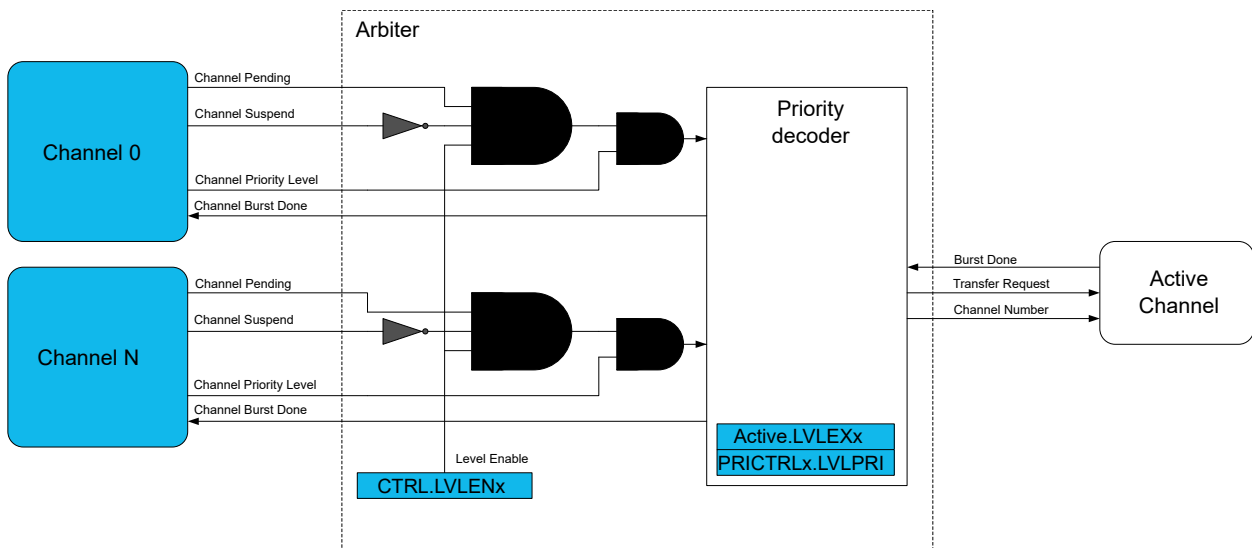 Arbiter
Channel 0
Channel Pending
Channel Suspend
Channel Priority Level
Channel Burst Done
Priority
decoder
Channel N
Channel Pending
Channel Suspend
Channel Priority Level
Channel Burst Done
Burst Done
Transfer Request
Channel Number
Active
Channel
Active.LVLEXx
PRICTRLx.LVLPRI
Level Enable
CTRL.LVLENx